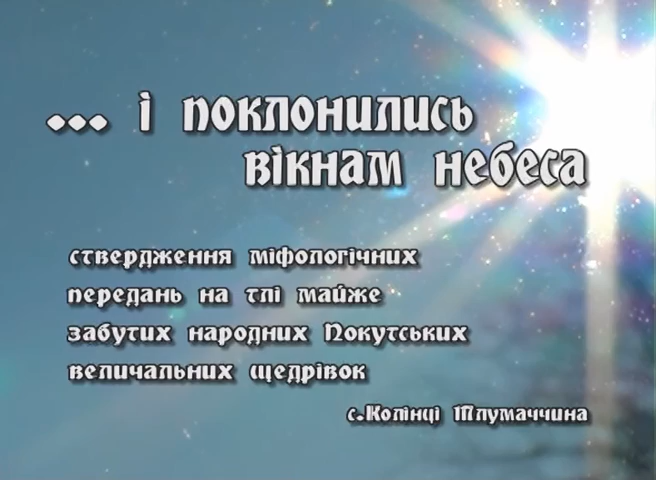 ... і поклонились
вікнам небеса
ствердження міфологічних
передань на тлі майже
забутих народних Покутських
величальних щедрівок
с.Колінці Тлумаччина